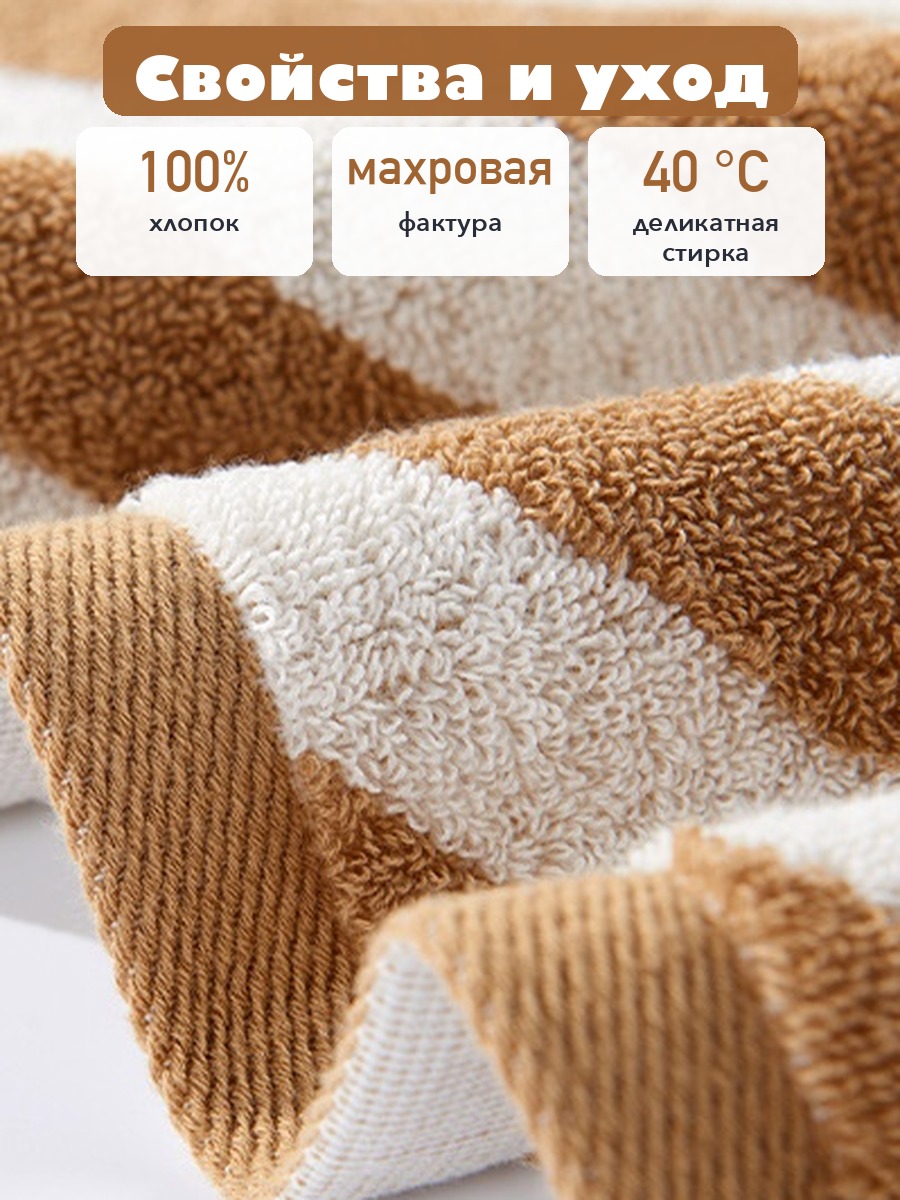 Свойства и уход
100%
хлопок
махровая
фактура
40 °C
деликатная
стирка